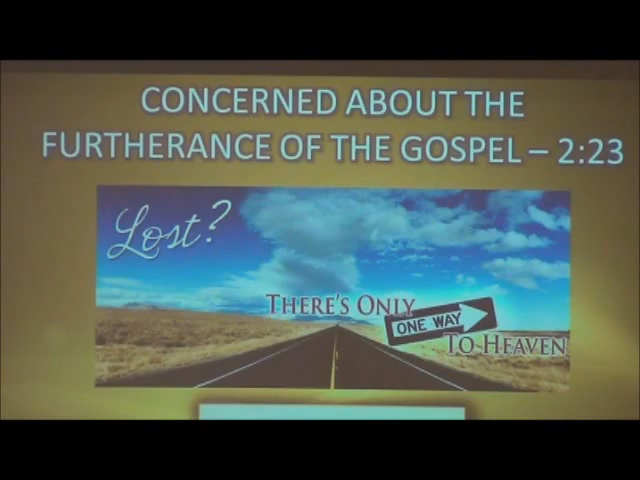 CONCERNED ABOUT THE
FURTHERANCE OF THE GOSPEL – 2:23
Lost?
THERE'S ONLY
ONE WAY
TO HEAVEN